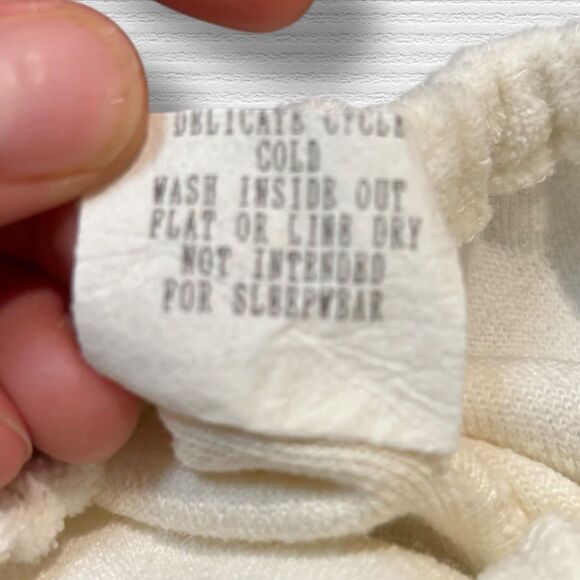 DELICATE CYCLE
COLD
WASH INSIDE OUT
FLAT OR LINE DRY
NOT INTENDED
FOR SLEEPWEAR